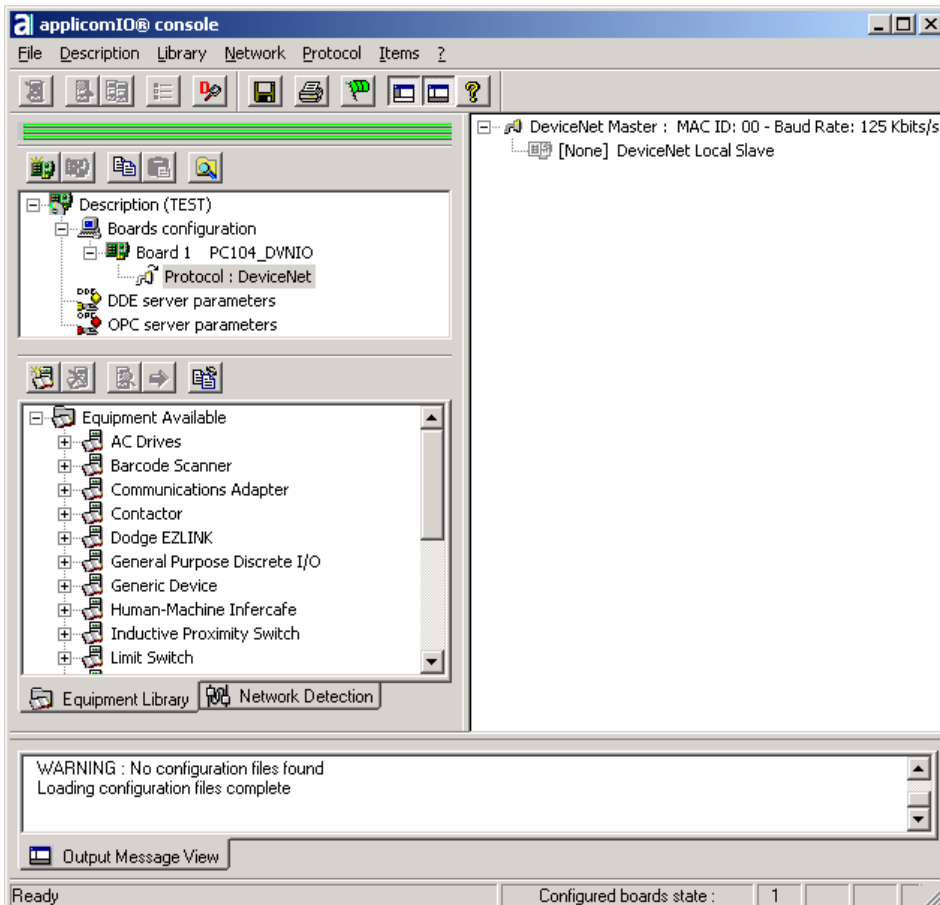 applicomIO® console
File Description Library Network Protocol Items ?
DeviceNet Master : MAC ID: 00 - Baud Rate: 125 Kbits/s
[None] DeviceNet Local Slave
Description (TEST)
Boards configuration
Board 1 PC104_DVNIO
Protocol : DeviceNet
DDE server parameters
OPC server parameters
Equipment Available
AC Drives
Barcode Scanner
Communications Adapter
Contactor
Dodge EZLINK
General Purpose Discrete I/O
Generic Device
Human-Machine Infercafe
Inductive Proximity Switch
Limit Switch
Equipment Library Network Detection
WARNING : No configuration files found
Loading configuration files complete
Output Message View
Ready Configured boards state : 1